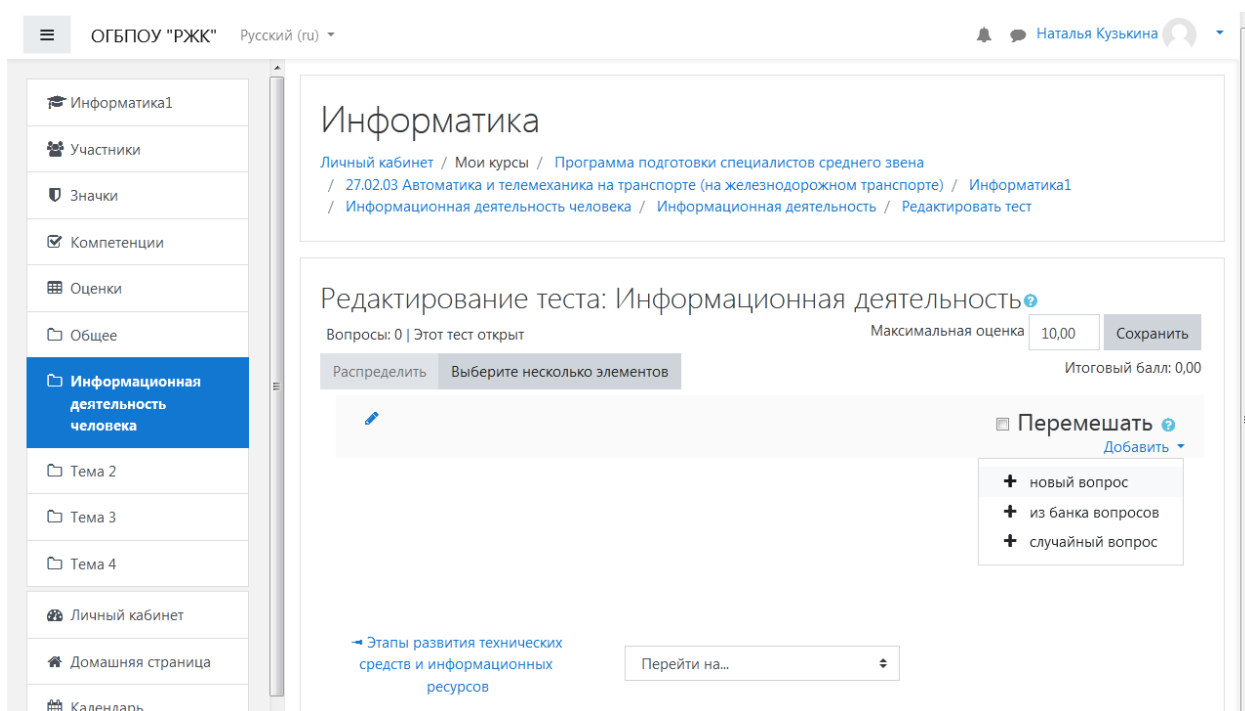 ОГБПОУ "РЖК" Русский (ru)
Наталья Кузькина
Информатика1
Участники
Значки
Компетенции
Оценки
Общее
Информационная
деятельность
человека
Тема 2
Тема 3
Тема 4
Личный кабинет
Домашняя страница
Календарь
Информатика
Личный кабинет / Мои курсы / Программа подготовки специалистов среднего звена
/ 27.02.03 Автоматика и телемеханика на транспорте (на железнодорожном транспорте) / Информатика1
/ Информационная деятельность человека / Информационная деятельность / Редактировать тест
Редактирование теста: Информационная деятельность
Вопросы: 0 | Этот тест открыт
Максимальная оценка 10,00 Сохранить
Распределить Выберите несколько элементов
Итоговый балл: 0,00
Перемешать
Добавить
новый вопрос
из банка вопросов
случайный вопрос
◄ Этапы развития технических
средств и информационных
ресурсов
Перейти на...